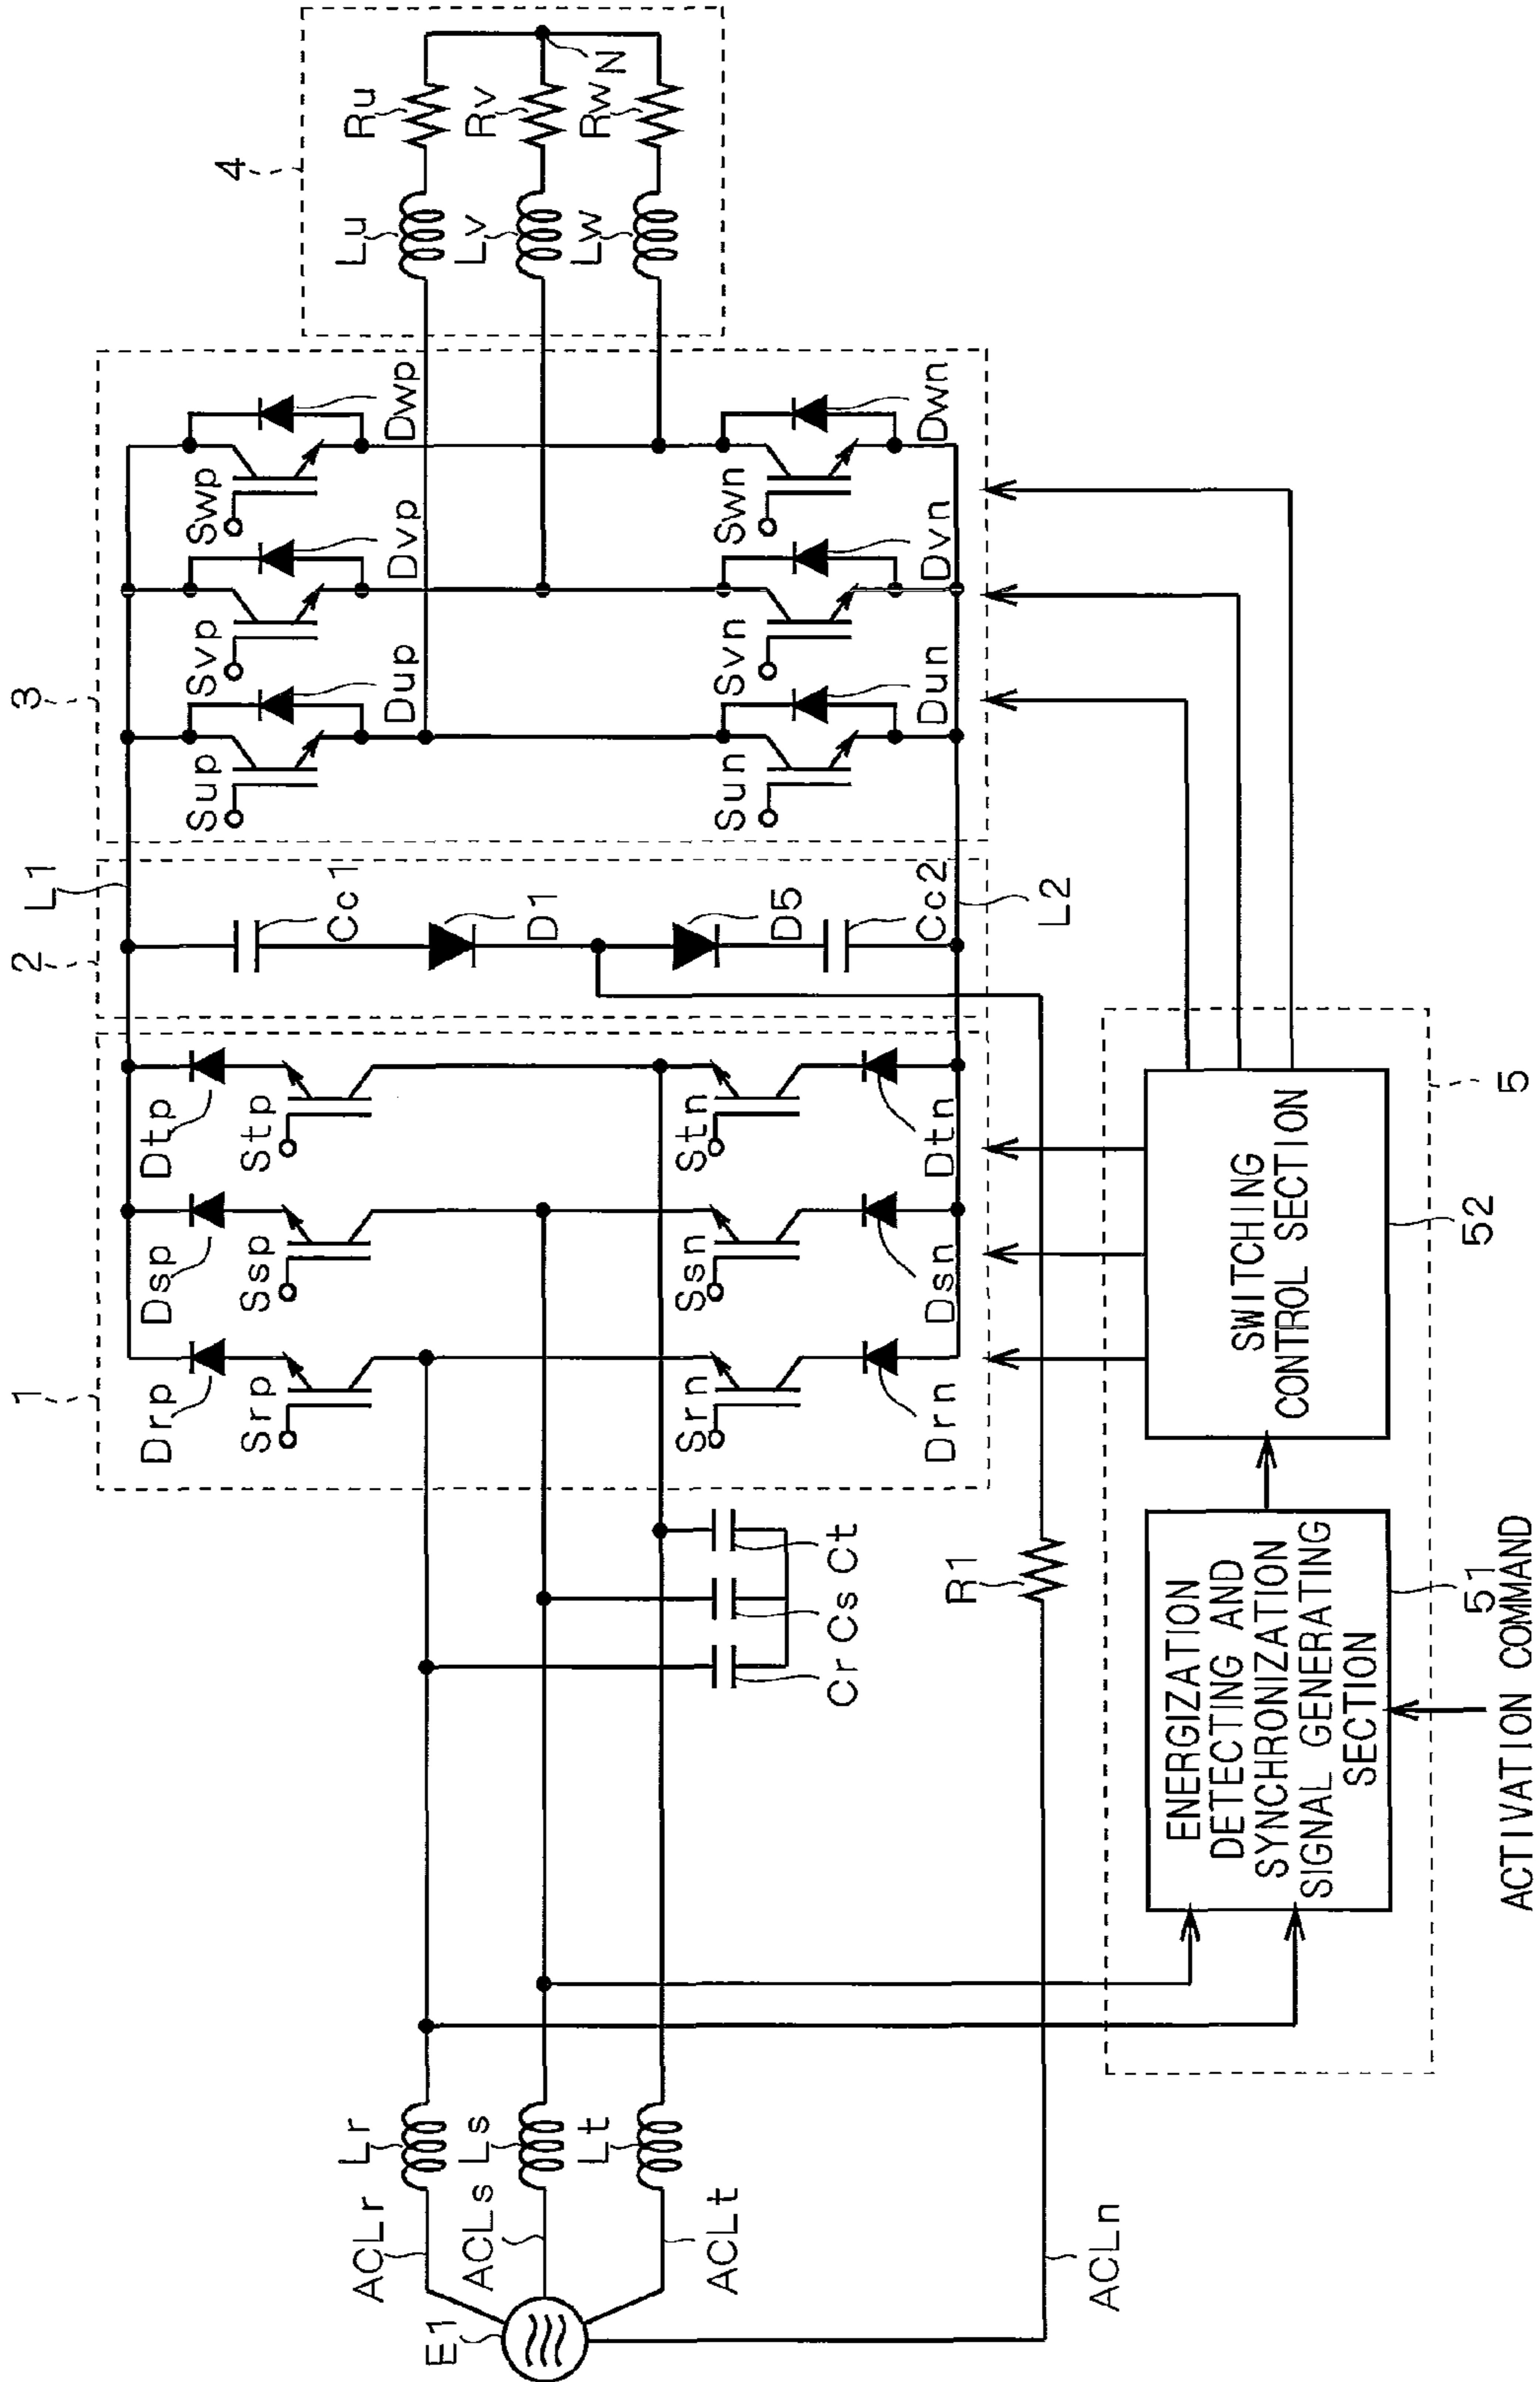 1
2
3
4
L1
Drp
Dsp
Dtp
Srp
Ssp
Stp
Srn
Ssn
Stn
Drn
Dsn
Dtn
Cc1
D1
D5
Cc2
L2
Sup
Svp
Swp
Dup
Dvp
Dwp
Sun
Svn
Swn
Dun
Dvn
Dwn
Lu
Ru
Lv
Rv
Lw
Rw
N
E1
ACLr
ACLs
ACLt
ACLn
Lr
Ls
Lt
Cr
Cs
Ct
R1
ENERGIZATION
DETECTING AND
SYNCHRONIZATION
SIGNAL GENERATING
SECTION
51
SWITCHING
CONTROL SECTION
52
5
ACTIVATION COMMAND